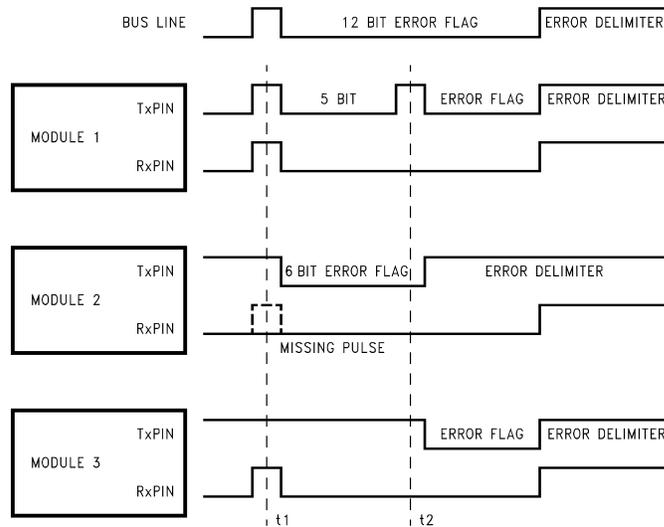 BUS LINE
12 BIT ERROR FLAG
ERROR DELIMITER
MODULE 1
TxPIN
5 BIT
ERROR FLAG
ERROR DELIMITER
RxPIN
MODULE 2
TxPIN
6 BIT ERROR FLAG
ERROR DELIMITER
RxPIN
MISSING PULSE
MODULE 3
TxPIN
ERROR FLAG
ERROR DELIMITER
RxPIN
t1
t2